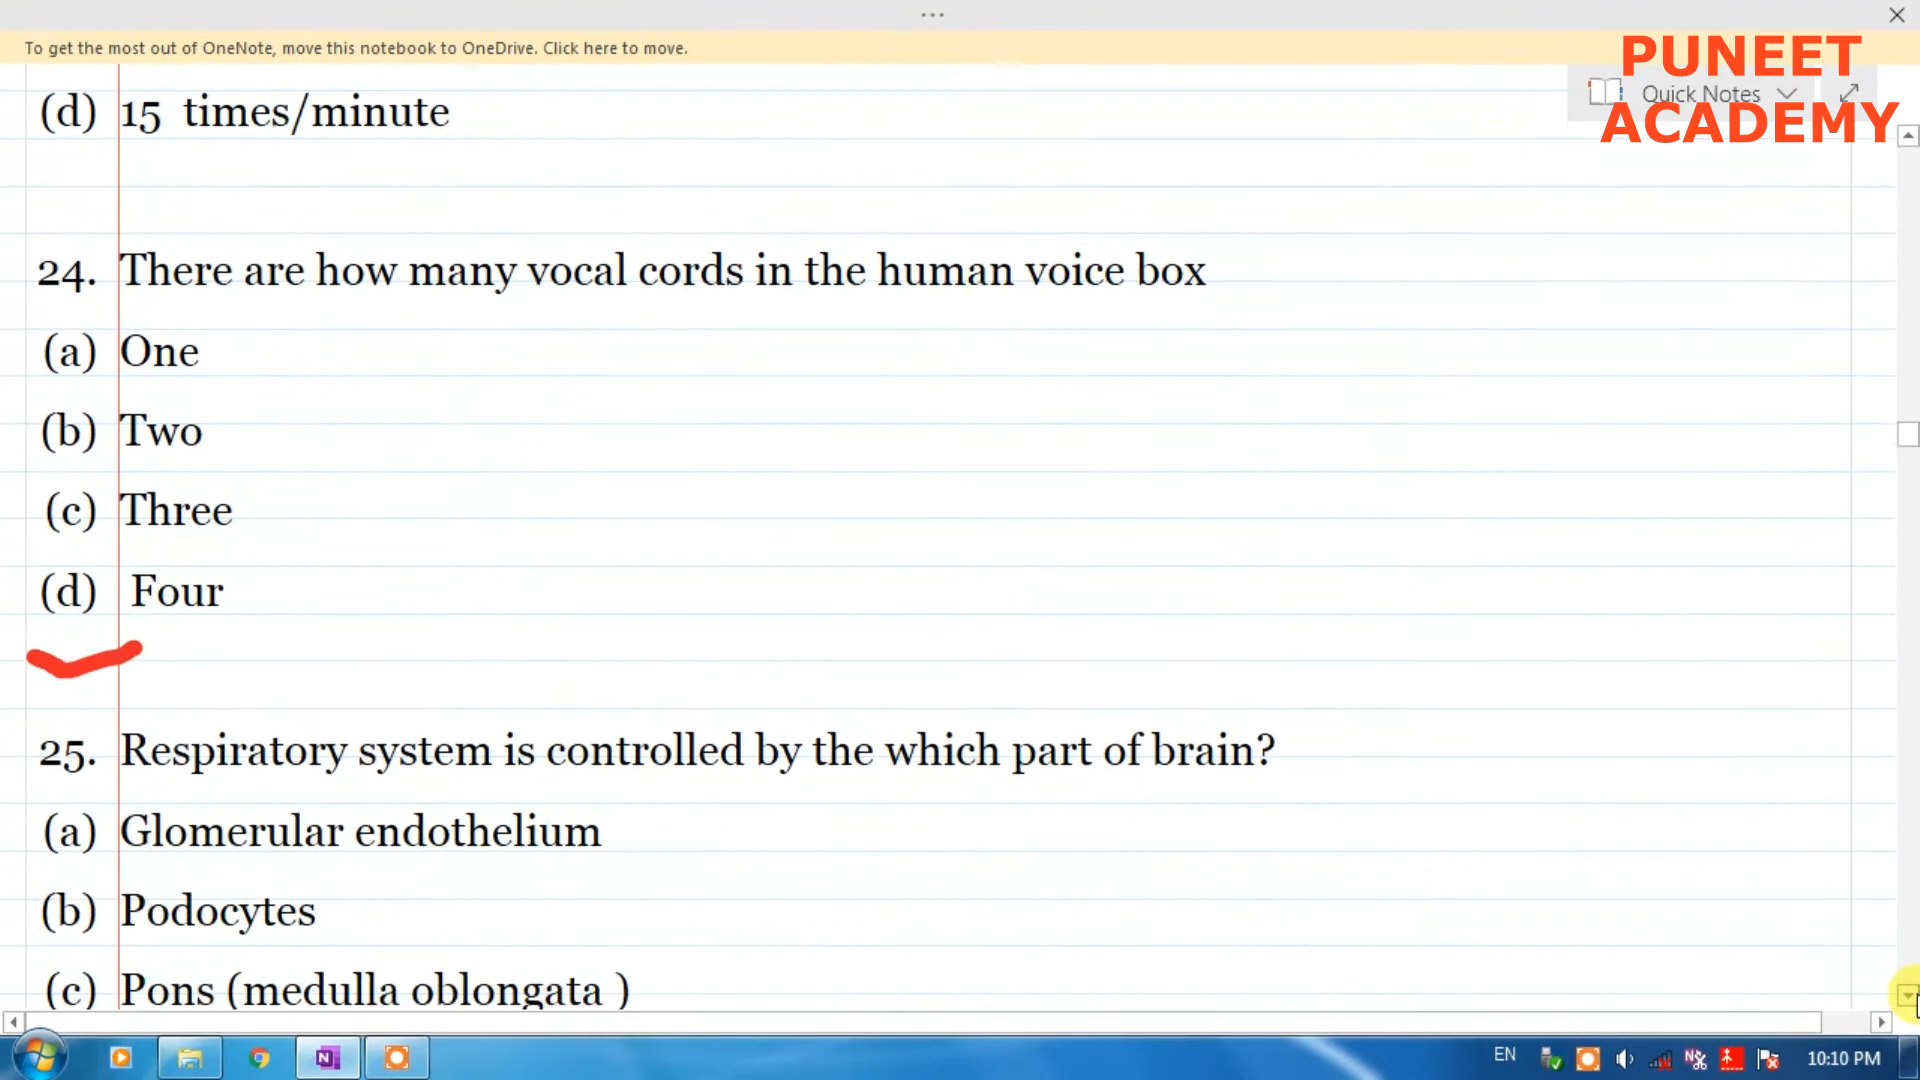 To get the most out of OneNote, move this notebook to OneDrive. Click here to move.
PUNEET
Quick Notes
ACADEMY
(d) 15 times/minute
24. There are how many vocal cords in the human voice box
(a) One
(b) Two
(c) Three
(d) Four
25. Respiratory system is controlled by the which part of brain?
(a) Glomerular endothelium
(b) Podocytes
(c) Pons (medulla oblongata )
EN
10:10 PM